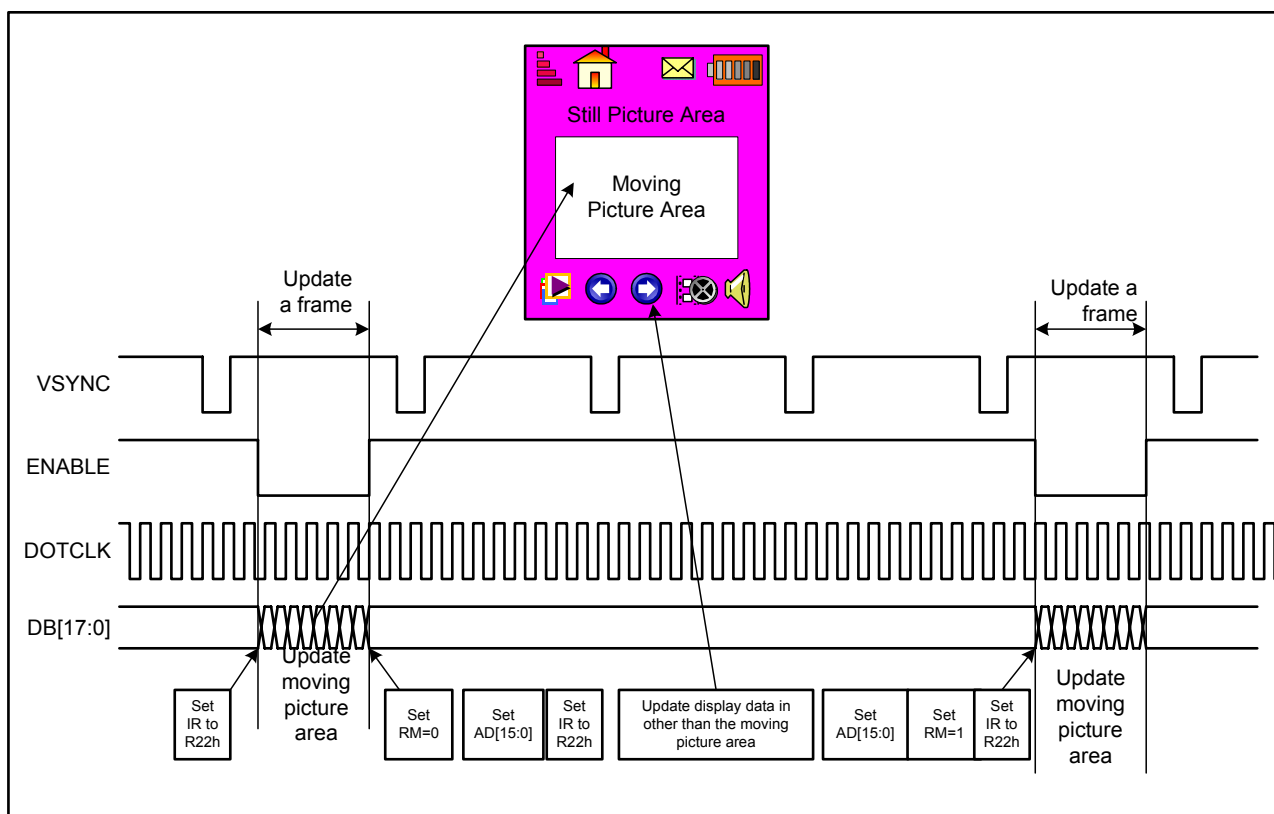 Still Picture Area
Moving
Picture Area
Update
a frame
Update a
frame
VSYNC
ENABLE
DOTCLK
DB[17:0]
Update
moving
picture
area
Update
moving
picture
area
Set
IR to
R22h
Set
RM=0
Set
AD[15:0]
Set
IR to
R22h
Update display data in
other than the moving
picture area
Set
AD[15:0]
Set
RM=1
Set
IR to
R22h